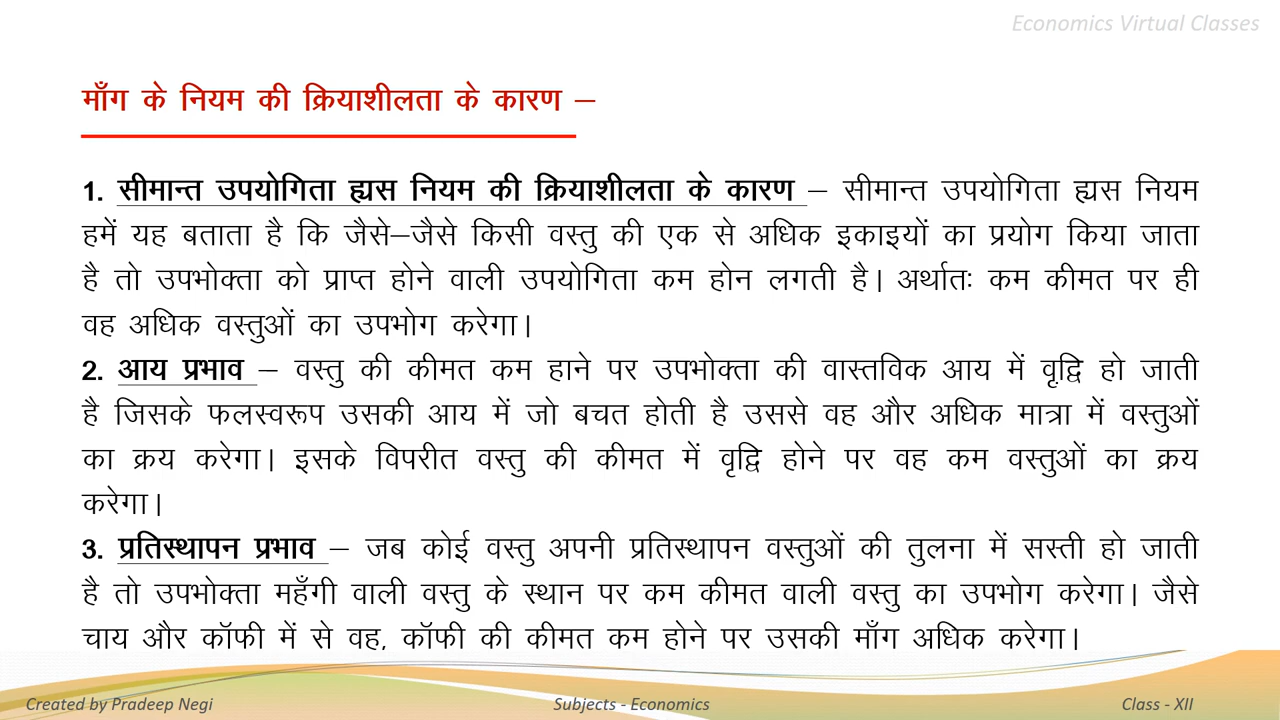 Economics Virtual Classes
माँग के नियम की क्रियाशीलता के कारण –
1. सीमान्त उपयोगिता ह्यस नियम की क्रियाशीलता के कारण – सीमान्त उपयोगिता ह्यस नियम
हमें यह बताता है कि जैसे–जैसे किसी वस्तु की एक से अधिक इकाइयों का प्रयोग किया जाता
है तो उपभोक्ता को प्राप्त होने वाली उपयोगिता कम होन लगती है। अर्थातः कम कीमत पर ही
वह अधिक वस्तुओं का उपभोग करेगा।
2. आय प्रभाव – वस्तु की कीमत कम हाने पर उपभोक्ता की वास्तविक आय में वृद्वि हो जाती
है जिसके फलस्वरूप उसकी आय में जो बचत होती है उससे वह और अधिक मात्रा में वस्तुओं
का क्रय करेगा। इसके विपरीत वस्तु की कीमत में वृद्वि होने पर वह कम वस्तुओं का क्रय
करेगा।
3. प्रतिस्थापन प्रभाव – जब कोई वस्तु अपनी प्रतिस्थापन वस्तुओं की तुलना में सस्ती हो जाती
है तो उपभोक्ता महँगी वाली वस्तु के स्थान पर कम कीमत वाली वस्तु का उपभोग करेगा। जैसे
चाय और कॉफी में से वह, कॉफी की कीमत कम होने पर उसकी माँग अधिक करेगा।
Created by Pradeep Negi
Subjects - Economics
Class - XII